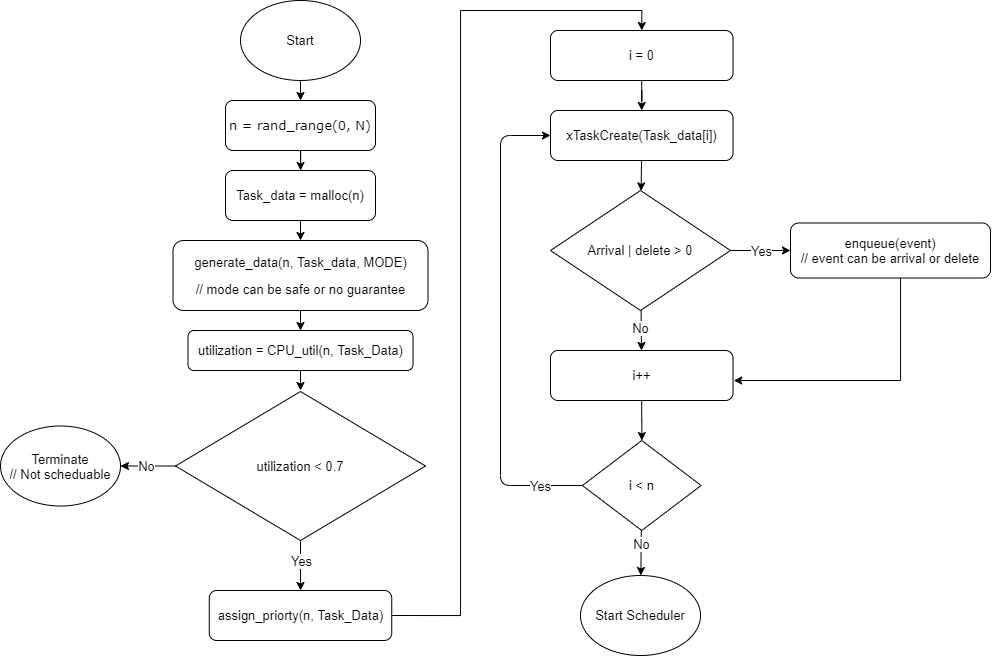 Start
n = rand_range(0, N)
Task_data = malloc(n)
generate_data(n, Task_data, MODE)
// mode can be safe or no guarantee
utilization = CPU_util(n, Task_Data)
utilization < 0.7
No
Terminate
// Not scheduable
Yes
assign_priorty(n, Task_Data)
i = 0
xTaskCreate(Task_data[i])
Arrival | delete > 0
Yes
enqueue(event)
// event can be arrival or delete
No
i++
i < n
Yes
No
Start Scheduler